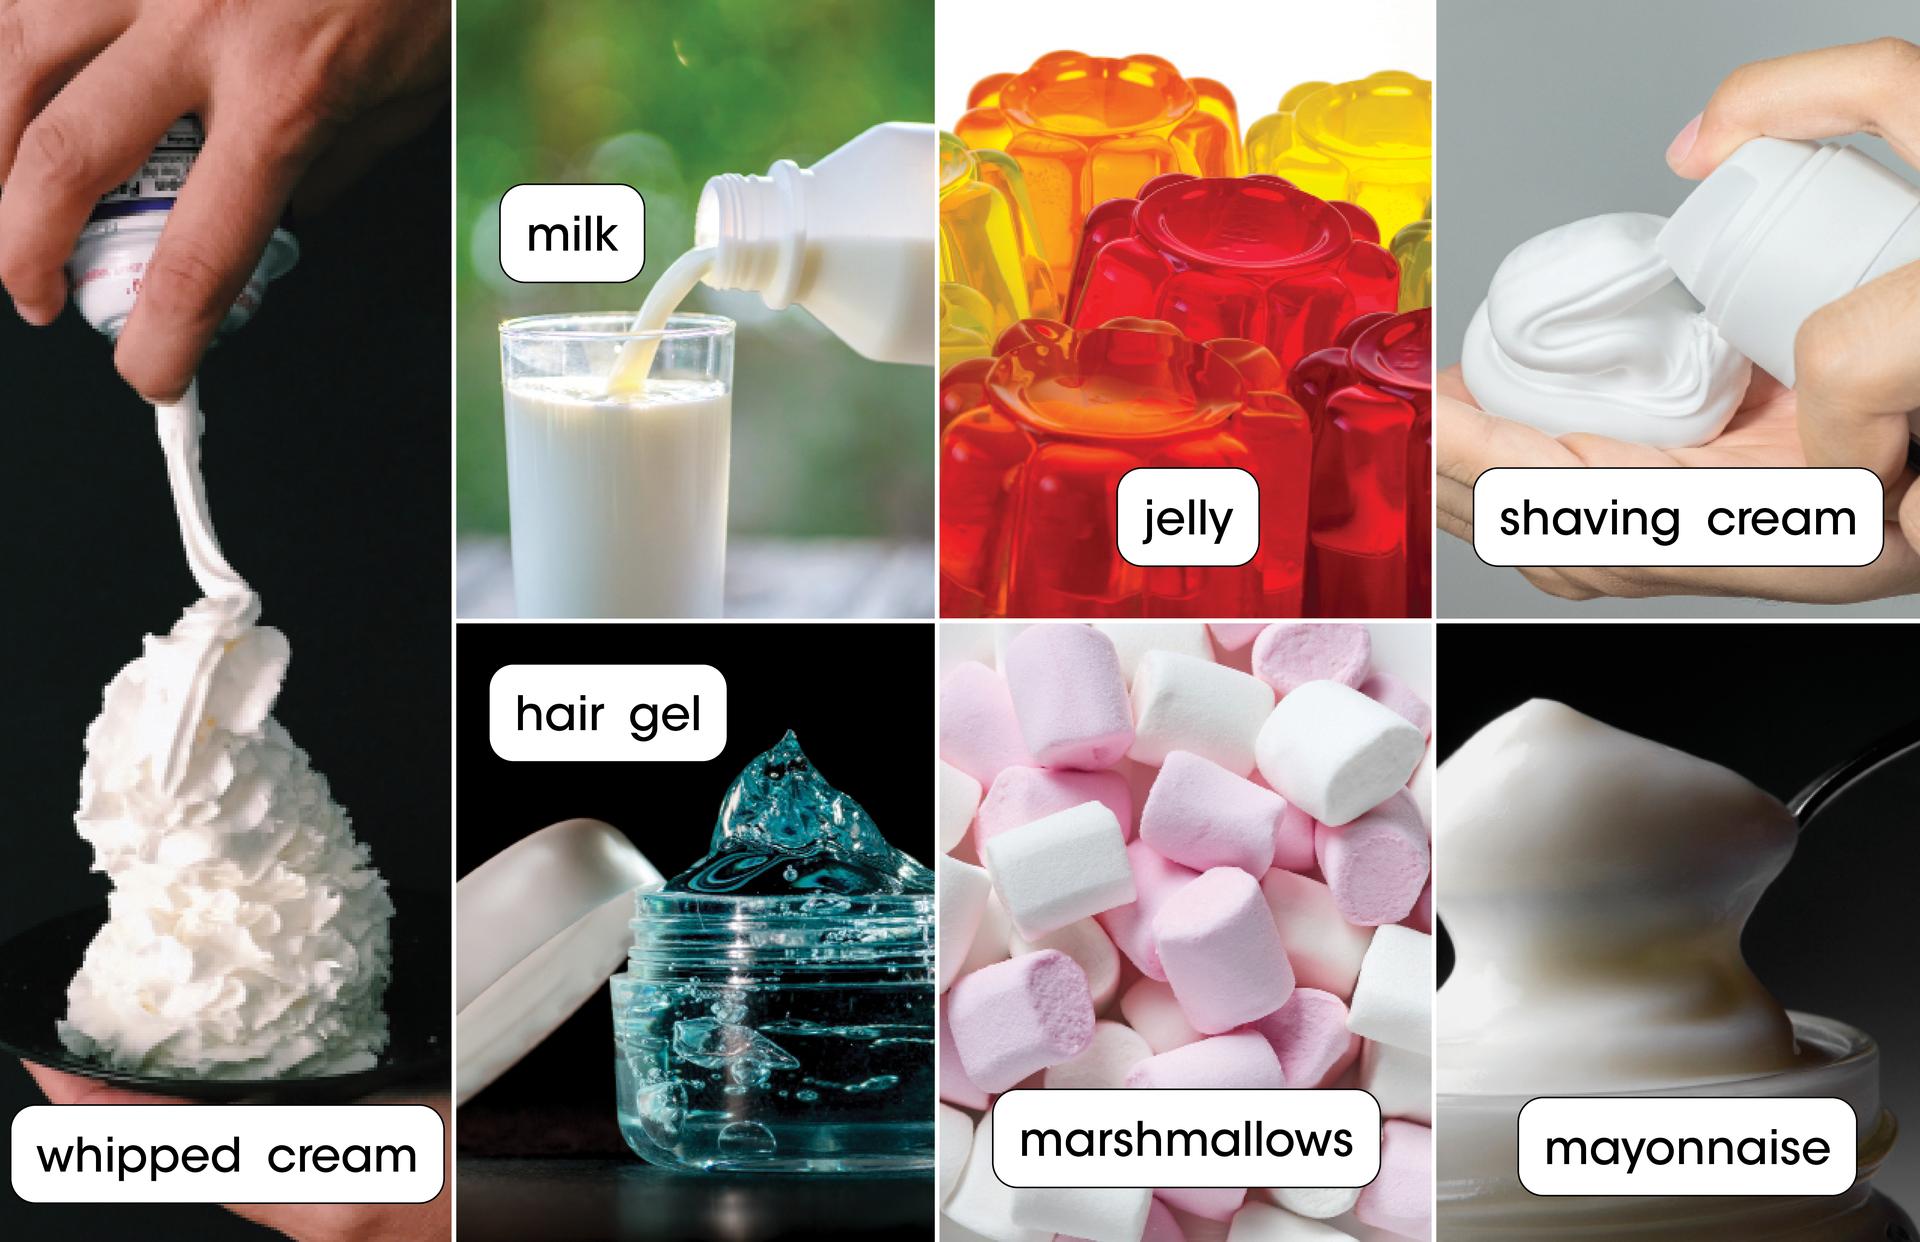 milk
jelly
shaving cream
hair gel
whipped cream
marshmallows
mayonnaise